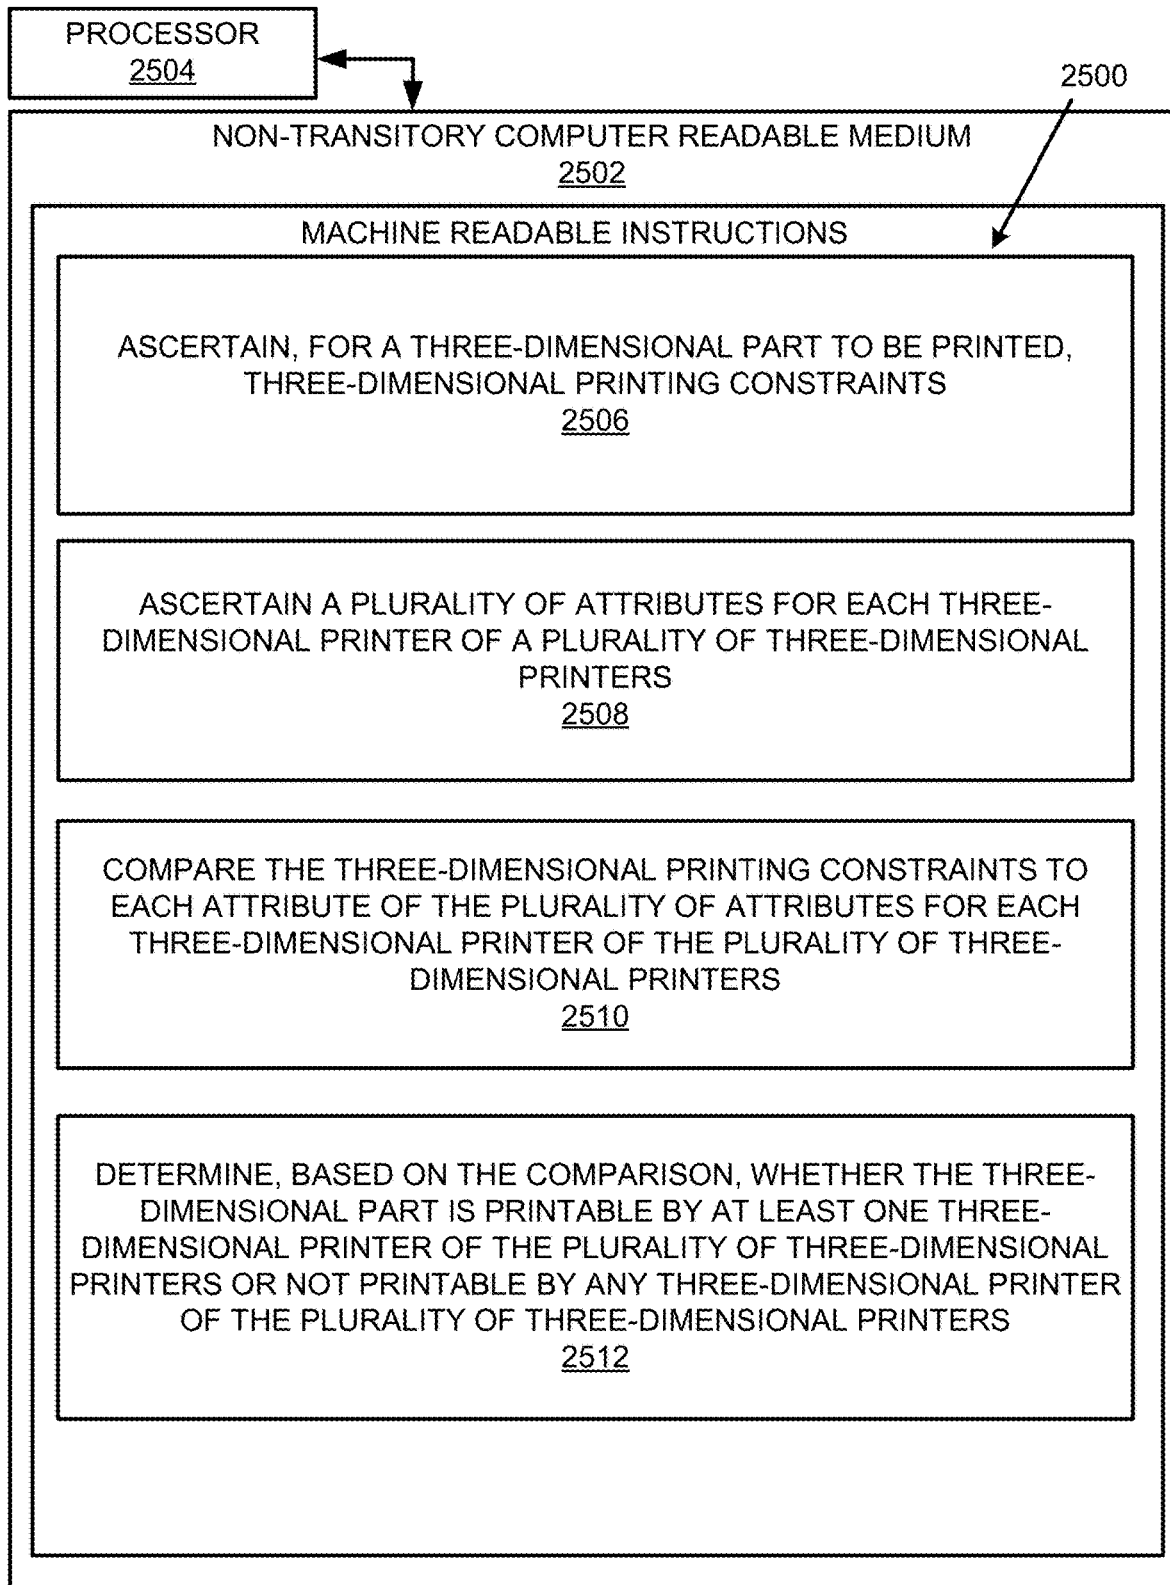 PROCESSOR
2504
2500
NON-TRANSITORY COMPUTER READABLE MEDIUM
2502
MACHINE READABLE INSTRUCTIONS
ASCERTAIN, FOR A THREE-DIMENSIONAL PART TO BE PRINTED,
THREE-DIMENSIONAL PRINTING CONSTRAINTS
2506
ASCERTAIN A PLURALITY OF ATTRIBUTES FOR EACH THREE-
DIMENSIONAL PRINTER OF A PLURALITY OF THREE-DIMENSIONAL
PRINTERS
2508
COMPARE THE THREE-DIMENSIONAL PRINTING CONSTRAINTS TO
EACH ATTRIBUTE OF THE PLURALITY OF ATTRIBUTES FOR EACH
THREE-DIMENSIONAL PRINTER OF THE PLURALITY OF THREE-
DIMENSIONAL PRINTERS
2510
DETERMINE, BASED ON THE COMPARISON, WHETHER THE THREE-
DIMENSIONAL PART IS PRINTABLE BY AT LEAST ONE THREE-
DIMENSIONAL PRINTER OF THE PLURALITY OF THREE-DIMENSIONAL
PRINTERS OR NOT PRINTABLE BY ANY THREE-DIMENSIONAL PRINTER
OF THE PLURALITY OF THREE-DIMENSIONAL PRINTERS
2512